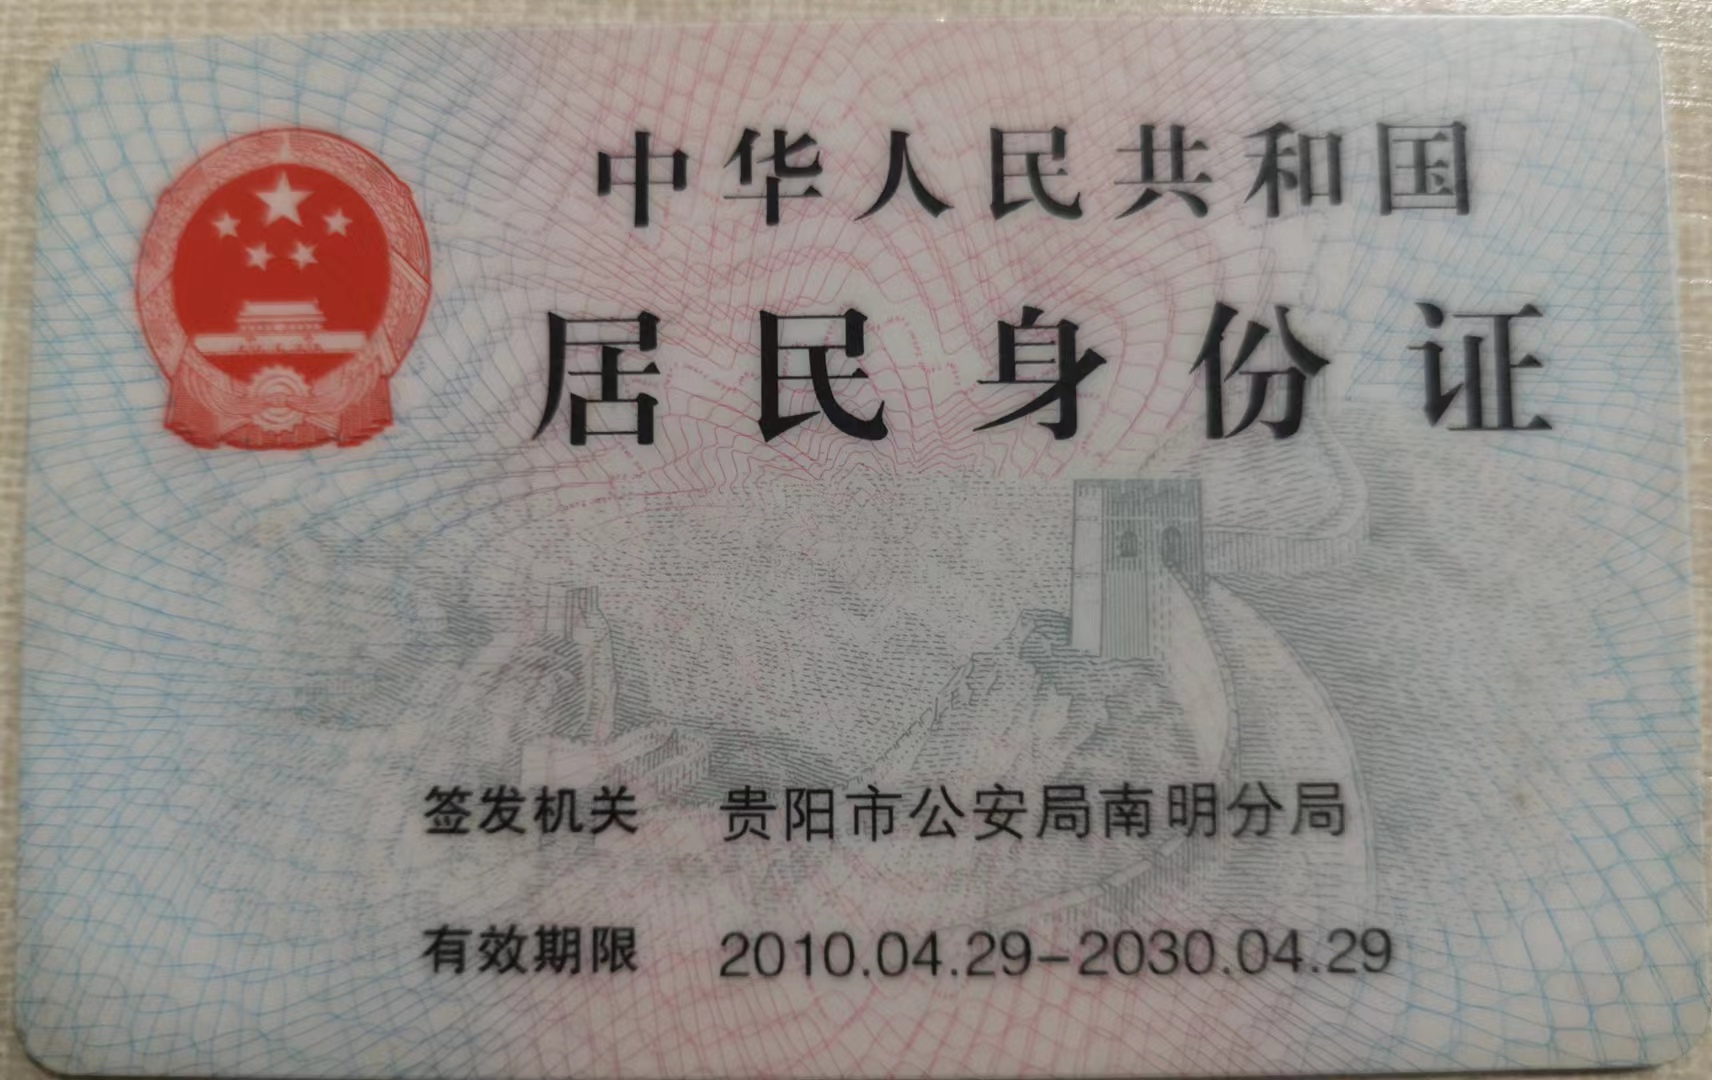 中华人民共和国
居民身份证
签发机关 贵阳市公安局南明分局
有效期限 2010.04.29-2030.04.29